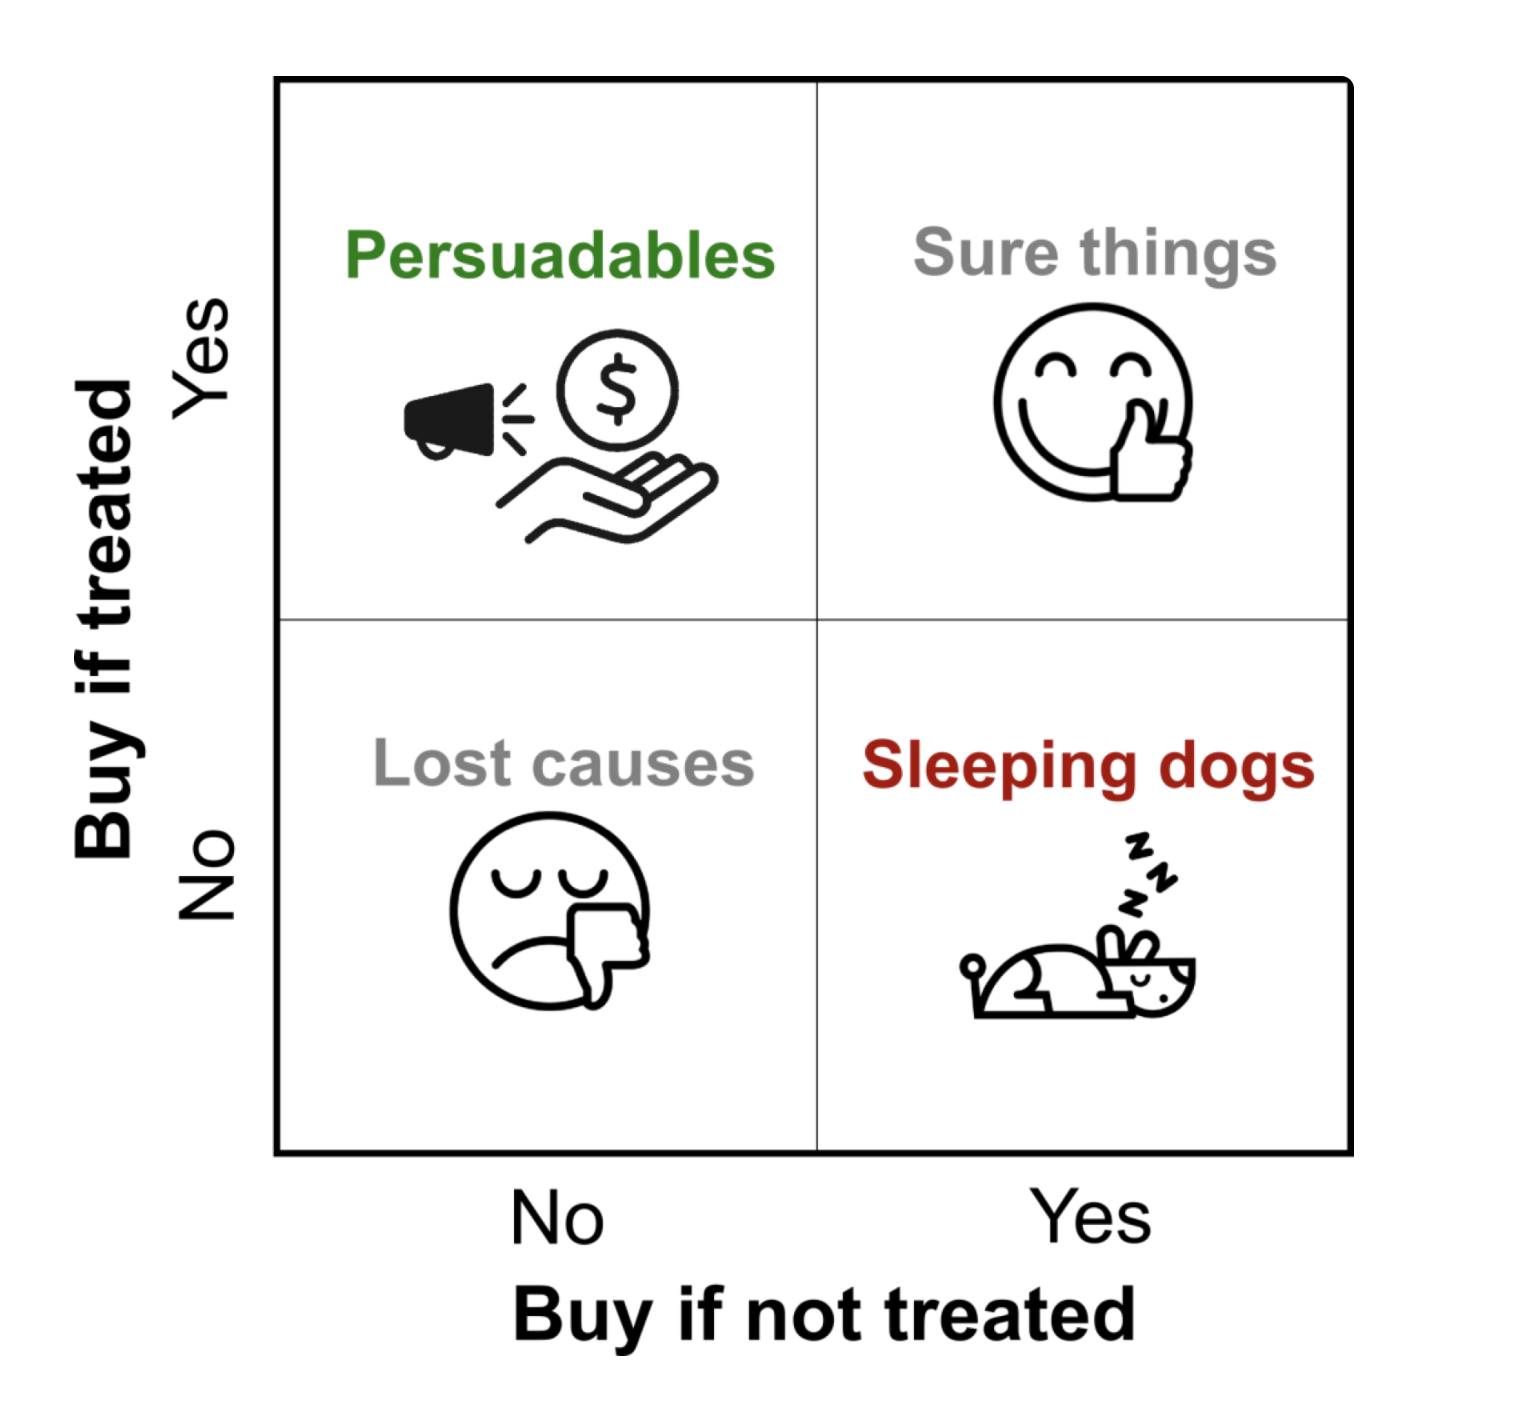 Buy if treated
Yes
No
Persuadables
$
Sure things
Lost causes
Sleeping dogs
z
z
z
No
Yes
Buy if not treated